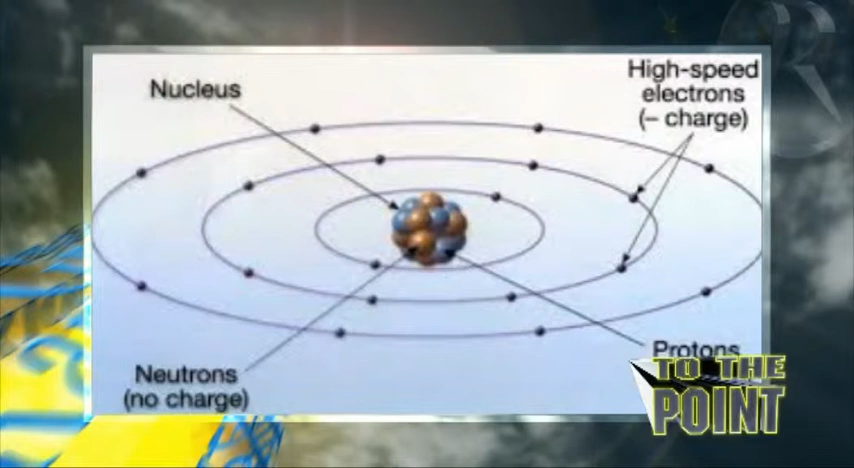 Nucleus
High-speed
electrons
(– charge)
Neutrons
(no charge)
Protons
TO THE
POINT